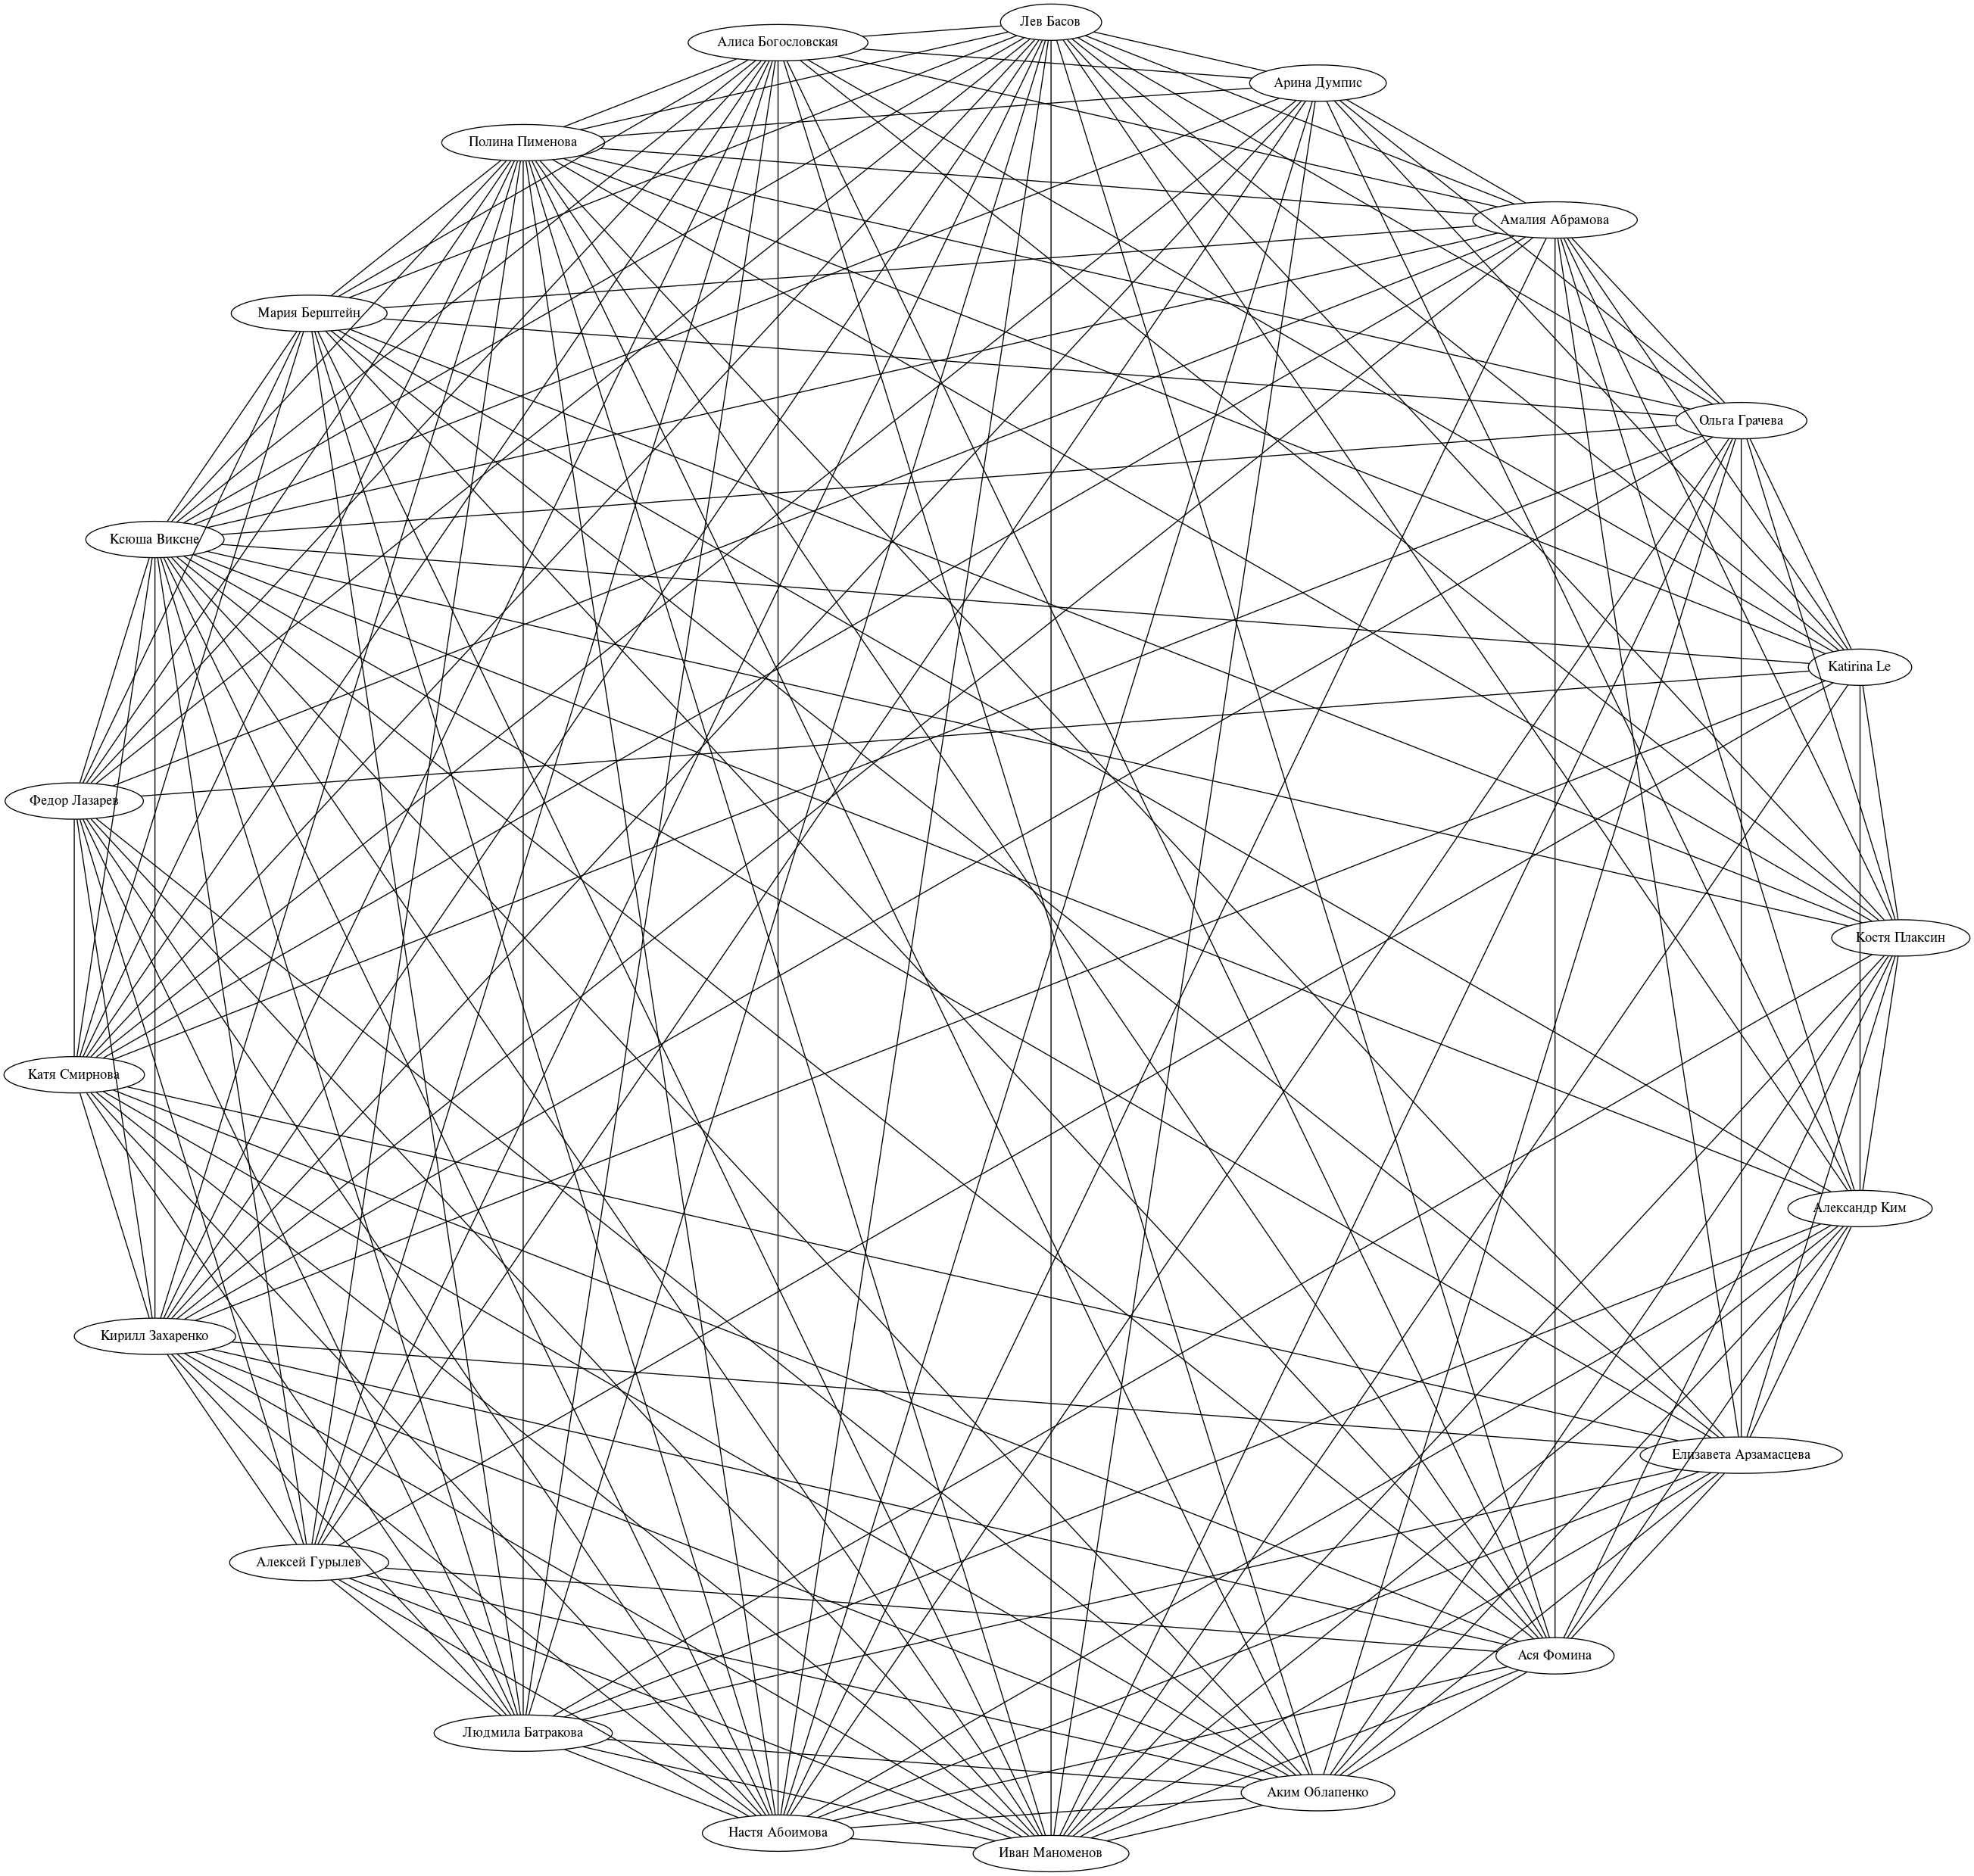 Лев Басов
Алиса Богословская
Арина Думпис
Полина Пименова
Амалия Абрамова
Мария Берштейн
Ольга Грачева
Ксюша Виксне
Katirina Le
Федор Лазарев
Костя Плаксин
Катя Смирнова
Александр Ким
Кирилл Захаренко
Елизавета Арзамасцева
Алексей Гурылев
Ася Фомина
Людмила Батракова
Аким Облапенко
Настя Абоимова
Иван Маноменов